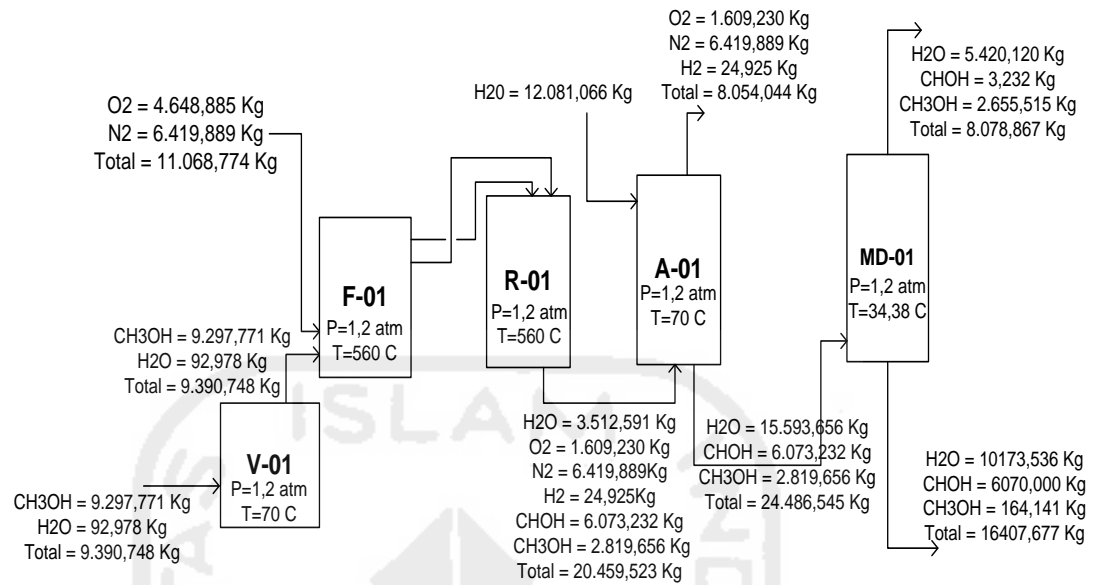 O2 = 4.648,885 Kg
N2 = 6.419,889 Kg
Total = 11.068,774 Kg
H20 = 12.081,066 Kg
O2 = 1.609,230 Kg
N2 = 6.419,889 Kg
H2 = 24,925 Kg
Total = 8.054,044 Kg
H2O = 5.420,120 Kg
CHOH = 3,232 Kg
CH3OH = 2.655,515 Kg
Total = 8.078,867 Kg
F-01
P=1,2 atm
T=560 C
R-01
P=1,2 atm
T=560 C
A-01
P=1,2 atm
T=70 C
MD-01
P=1,2 atm
T=34,38 C
CH3OH = 9.297,771 Kg
H2O = 92,978 Kg
Total = 9.390,748 Kg
V-01
P=1,2 atm
T=70 C
CH3OH = 9.297,771 Kg
H2O = 92,978 Kg
Total = 9.390,748 Kg
H2O = 3.512,591 Kg
O2 = 1.609,230 Kg
N2 = 6.419,889Kg
H2 = 24,925Kg
CHOH = 6.073,232 Kg
CH3OH = 2.819,656 Kg
Total = 20.459,523 Kg
H2O = 15.593,656 Kg
CHOH = 6.073,232 Kg
CH3OH = 2.819,656 Kg
Total = 24.486,545 Kg
H2O = 10173,536 Kg
CHOH = 6070,000 Kg
CH3OH = 164,141 Kg
Total = 16407,677 Kg
ISLAM